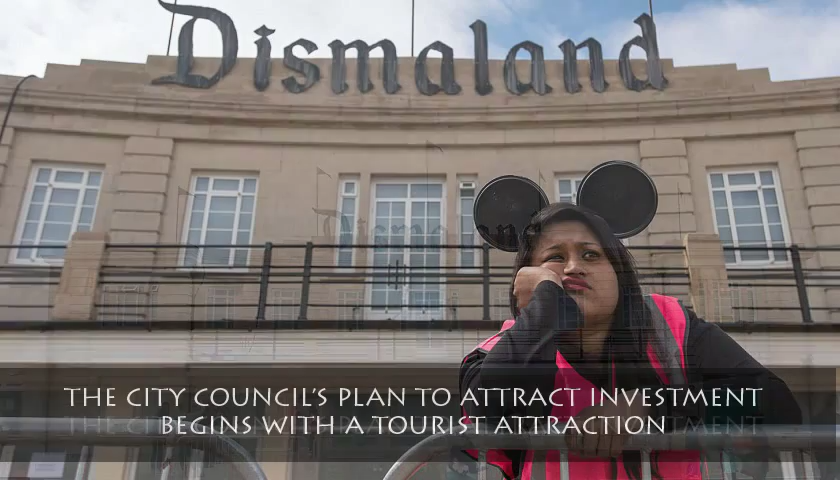 Dismaland
THE CITY COUNCIL'S PLAN TO ATTRACT INVESTMENT
BEGINS WITH A TOURIST ATTRACTION